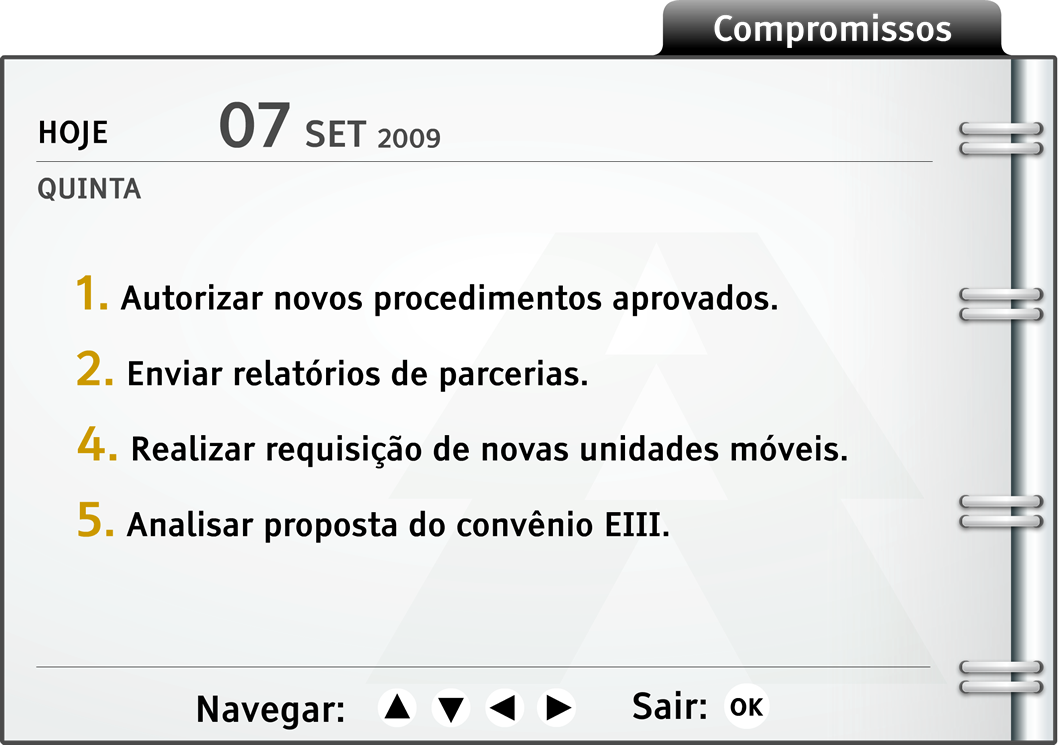 Compromissos
HOJE 07 SET 2009
QUINTA
1. Autorizar novos procedimentos aprovados.
2. Enviar relatórios de parcerias.
4. Realizar requisição de novas unidades móveis.
5. Analisar proposta do convênio EIII.
Navegar: ▲ ▼ ◀ ▶ Sair: OK